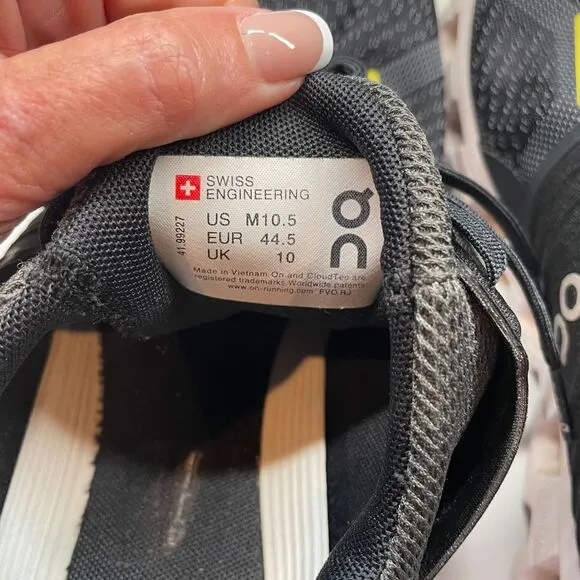 SWISS
ENGINEERING
US M10.5
EUR 44.5
UK 10
Made in Vietnam·On and CloudTec are
registered trademarks.Worldwide patents
www.on-running.com FVO.RJ
41.99227
On